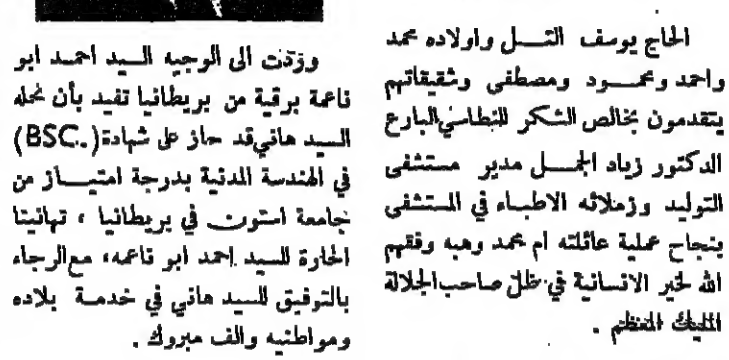 الحاج يوسف التل واولاده محمد
واحمد ومحمود ومصطفى وشقيقاتهم
يتقدمون بخالص الشكر للنطاسي البارع
الدكتور زياد الجمل مدير مستشفى
التوليد وزملائه الاطباء في المستشفى
بنجاح عملية عائلته ام محمد وهبه وفقهم
الله لخير الانسانية في ظل صاحب الجلالة
المليك المعظم .
وردت الى الوجيه السيد احمد ابو
ناعمة برقية من بريطانيا تفيد بأن نجله
السيد هاني قد حاز على شهادة (BSC.)
في الهندسة المدنية بدرجة امتياز من
جامعة استون في بريطانيا ، تهانينا
الحارة للسيد احمد ابو ناعمه، مع الرجاء
بالتوفيق للسيد هاني في خدمة بلاده
ومواطنيه والف مبروك .